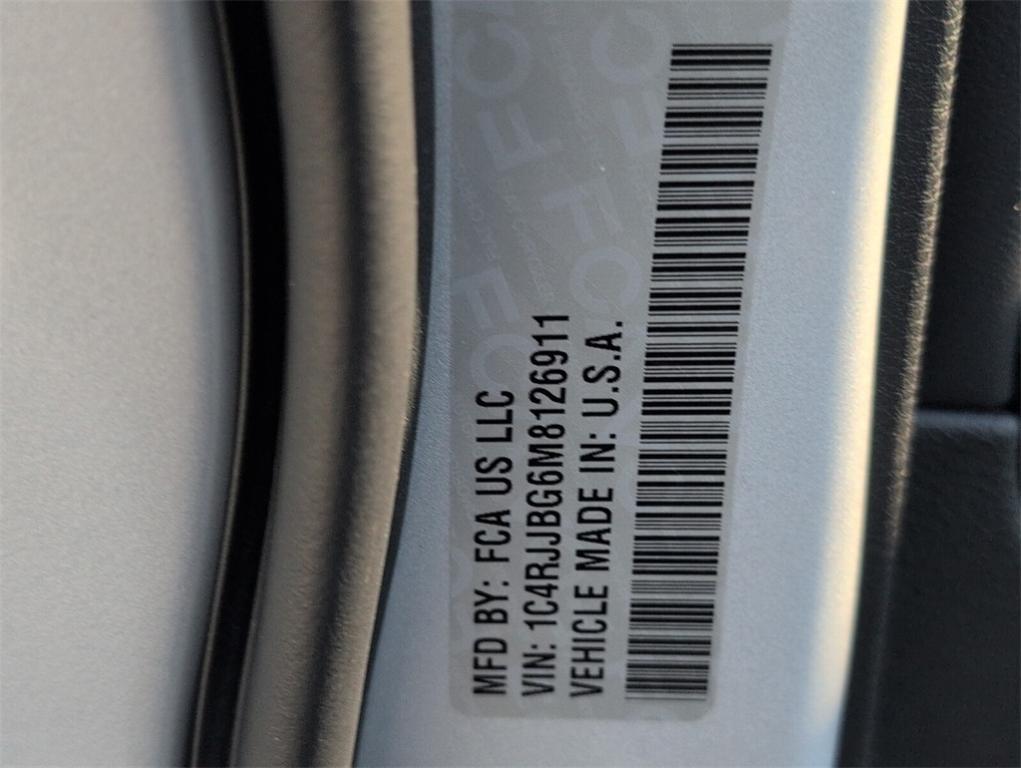 MFD BY: FCA US LLC
VIN: 1C4RJJBG6M8126911
VEHICLE MADE IN: U.S.A.